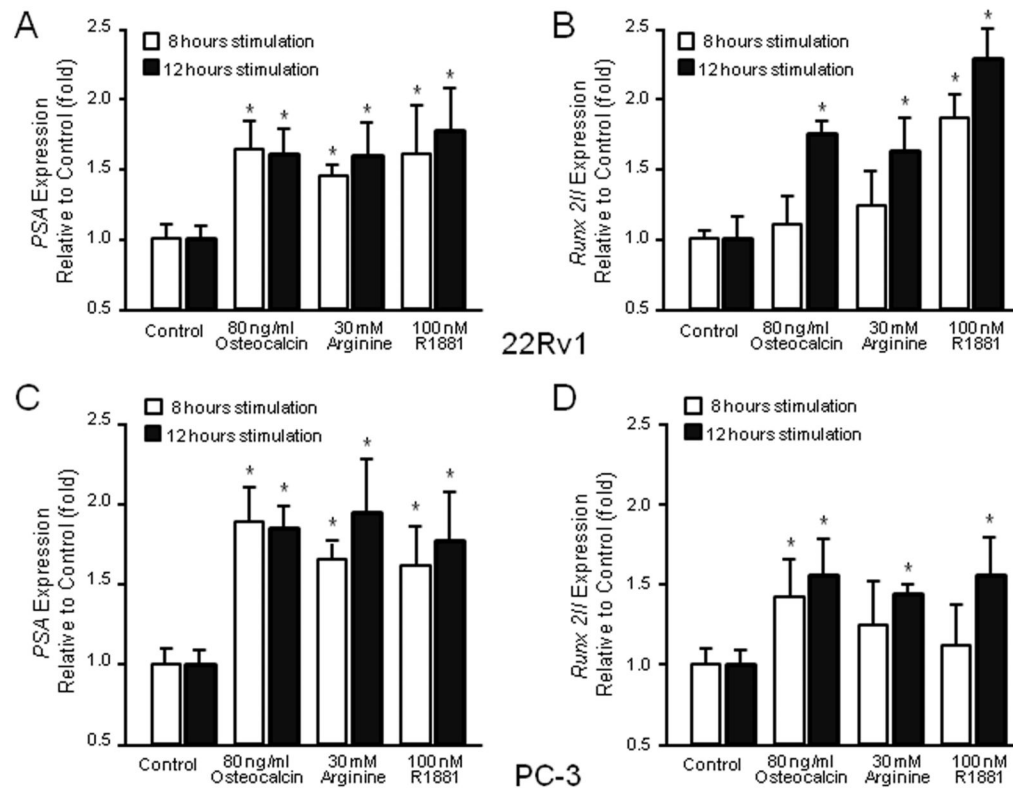 A
8 hours stimulation
12 hours stimulation
PSA Expression
Relative to Control (fold)
2.5
2.0
1.5
1.0
0.5
* * * * * *
Control
80 ng/ml
Osteocalcin
30 mM
Arginine
100 nM
R1881
B
8 hours stimulation
12 hours stimulation
Runx 2II Expression
Relative to Control (fold)
2.5
2.0
1.5
1.0
0.5
* * * *
Control
80 ng/ml
Osteocalcin
30 mM
Arginine
100 nM
R1881
22Rv1
C
8 hours stimulation
12 hours stimulation
PSA Expression
Relative to Control (fold)
2.5
2.0
1.5
1.0
0.5
* * * * * *
Control
80 ng/ml
Osteocalcin
30 mM
Arginine
100 nM
R1881
D
8 hours stimulation
12 hours stimulation
Runx 2II Expression
Relative to Control (fold)
2.5
2.0
1.5
1.0
0.5
* * * *
Control
80 ng/ml
Osteocalcin
30 mM
Arginine
100 nM
R1881
PC-3